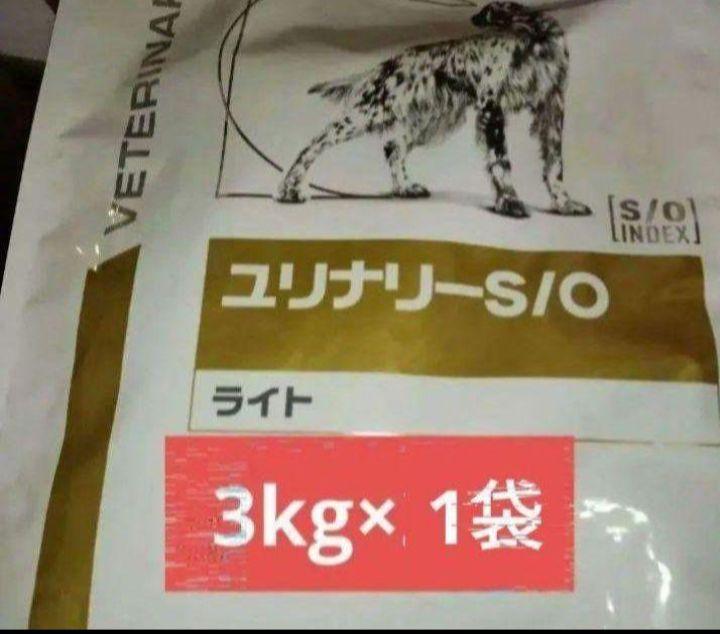 VETERINAR
[S/O]
[INDEX]
ユリナリーS/O
ライト
3kg× 1袋